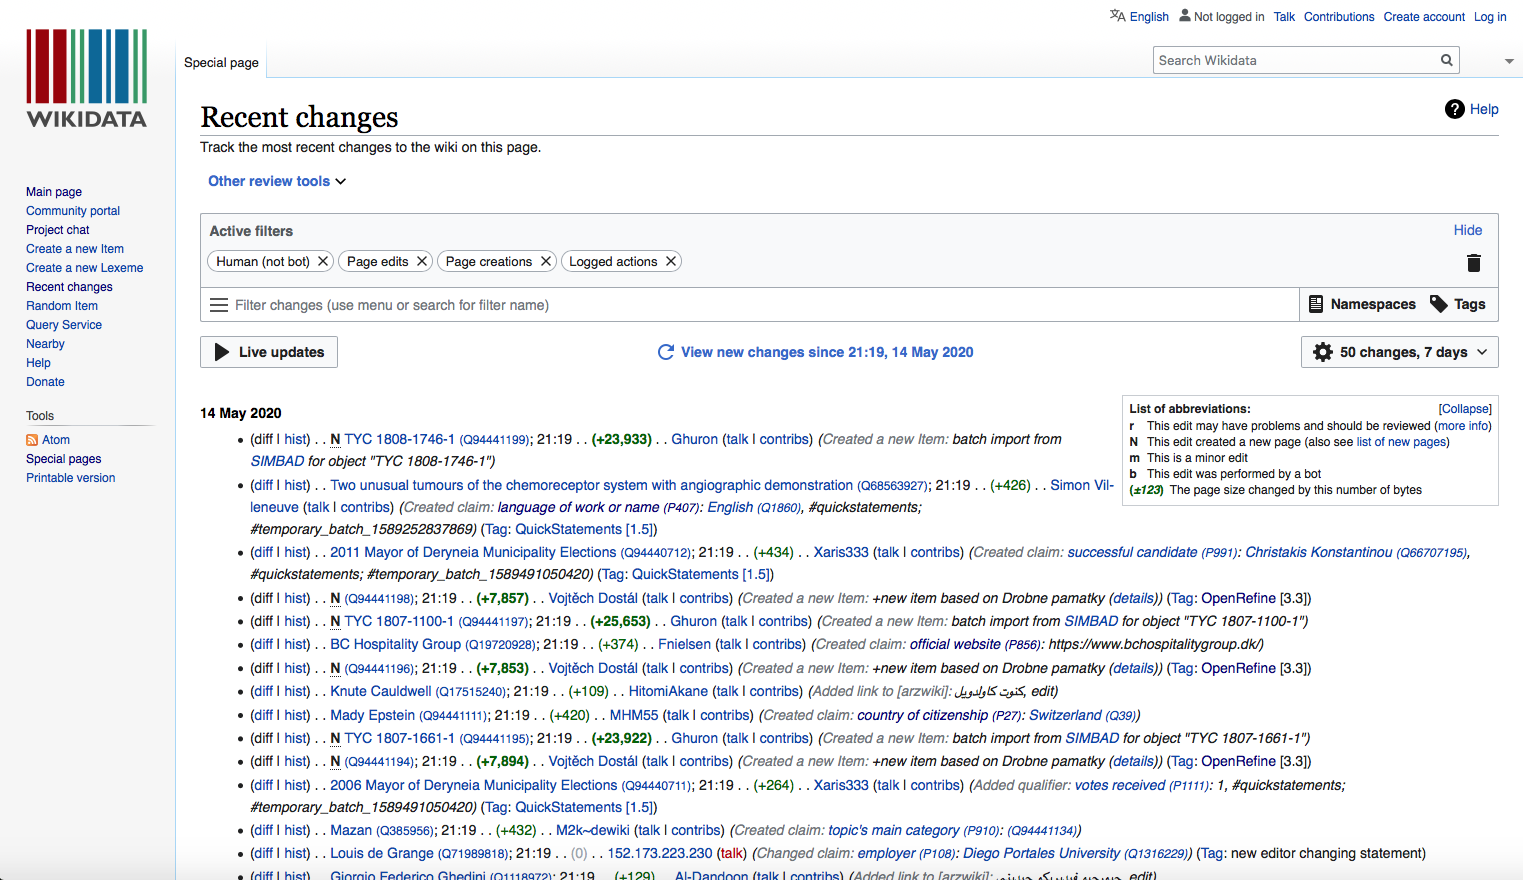 English Not logged in Talk Contributions Create account Log in
WIKIDATA
Special page
Search Wikidata
Recent changes
Help
Track the most recent changes to the wiki on this page.
Other review tools
Main page
Community portal
Project chat
Create a new Item
Create a new Lexeme
Recent changes
Random Item
Query Service
Nearby
Help
Donate
Tools
Atom
Special pages
Printable version
Active filters
Hide
Human (not bot) Page edits Page creations Logged actions
Filter changes (use menu or search for filter name)
Namespaces Tags
Live updates
View new changes since 21:19, 14 May 2020
50 changes, 7 days
List of abbreviations: [Collapse]
r This edit may have problems and should be reviewed (more info)
N This edit created a new page (also see list of new pages)
m This is a minor edit
b This edit was performed by a bot
(±123) The page size changed by this number of bytes
14 May 2020
(diff | hist) . . N TYC 1808-1746-1 (Q94441199); 21:19 . . (+23,933) . . Ghuron (talk | contribs) (Created a new Item: batch import from
SIMBAD for object "TYC 1808-1746-1")
(diff | hist) . . Two unusual tumours of the chemoreceptor system with angiographic demonstration (Q68563927); 21:19 . . (+426) . . Simon Vil-
leneuve (talk | contribs) (Created claim: language of work or name (P407): English (Q1860), #quickstatements;
#temporary_batch_1589252837869) (Tag: QuickStatements [1.5])
(diff | hist) . . 2011 Mayor of Deryneia Municipality Elections (Q94440712); 21:19 . . (+434) . . Xaris333 (talk | contribs) (Created claim: successful candidate (P991): Christakis Konstantinou (Q66707195),
#quickstatements; #temporary_batch_1589491050420) (Tag: QuickStatements [1.5])
(diff | hist) . . N (Q94441198); 21:19 . . (+7,857) . . Vojtěch Dostál (talk | contribs) (Created a new Item: +new item based on Drobne pamatky (details)) (Tag: OpenRefine [3.3])
(diff | hist) . . N TYC 1807-1100-1 (Q94441197); 21:19 . . (+25,653) . . Ghuron (talk | contribs) (Created a new Item: batch import from SIMBAD for object "TYC 1807-1100-1")
(diff | hist) . . BC Hospitality Group (Q19720928); 21:19 . . (+374) . . Fnielsen (talk | contribs) (Created claim: official website (P856): https://www.bchospitalitygroup.dk/)
(diff | hist) . . N (Q94441196); 21:19 . . (+7,853) . . Vojtěch Dostál (talk | contribs) (Created a new Item: +new item based on Drobne pamatky (details)) (Tag: OpenRefine [3.3])
(diff | hist) . . Knute Cauldwell (Q17515240); 21:19 . . (+109) . . HitomiAkane (talk | contribs) (Added link to [arzwiki]: كنوت كاولدويل, edit)
(diff | hist) . . Mady Epstein (Q94441111); 21:19 . . (+420) . . MHM55 (talk | contribs) (Created claim: country of citizenship (P27): Switzerland (Q39))
(diff | hist) . . N TYC 1807-1661-1 (Q94441195); 21:19 . . (+23,922) . . Ghuron (talk | contribs) (Created a new Item: batch import from SIMBAD for object "TYC 1807-1661-1")
(diff | hist) . . N (Q94441194); 21:19 . . (+7,894) . . Vojtěch Dostál (talk | contribs) (Created a new Item: +new item based on Drobne pamatky (details)) (Tag: OpenRefine [3.3])
(diff | hist) . . 2006 Mayor of Deryneia Municipality Elections (Q94440711); 21:19 . . (+264) . . Xaris333 (talk | contribs) (Added qualifier: votes received (P1111): 1, #quickstatements;
#temporary_batch_1589491050420) (Tag: QuickStatements [1.5])
(diff | hist) . . Mazan (Q385956); 21:19 . . (+432) . . M2k~dewiki (talk | contribs) (Created claim: topic's main category (P910): (Q94441134))
(diff | hist) . . Louis de Grange (Q71989818); 21:19 . . (0) . . 152.173.223.230 (talk) (Changed claim: employer (P108): Diego Portales University (Q1316229)) (Tag: new editor changing statement)
(diff | hist) . . Giorgio Federico Ghedini (Q1118972); 21:19 . . (+129) . . Al-Dandoon (talk | contribs) (Added link to [arzwiki]: edit)